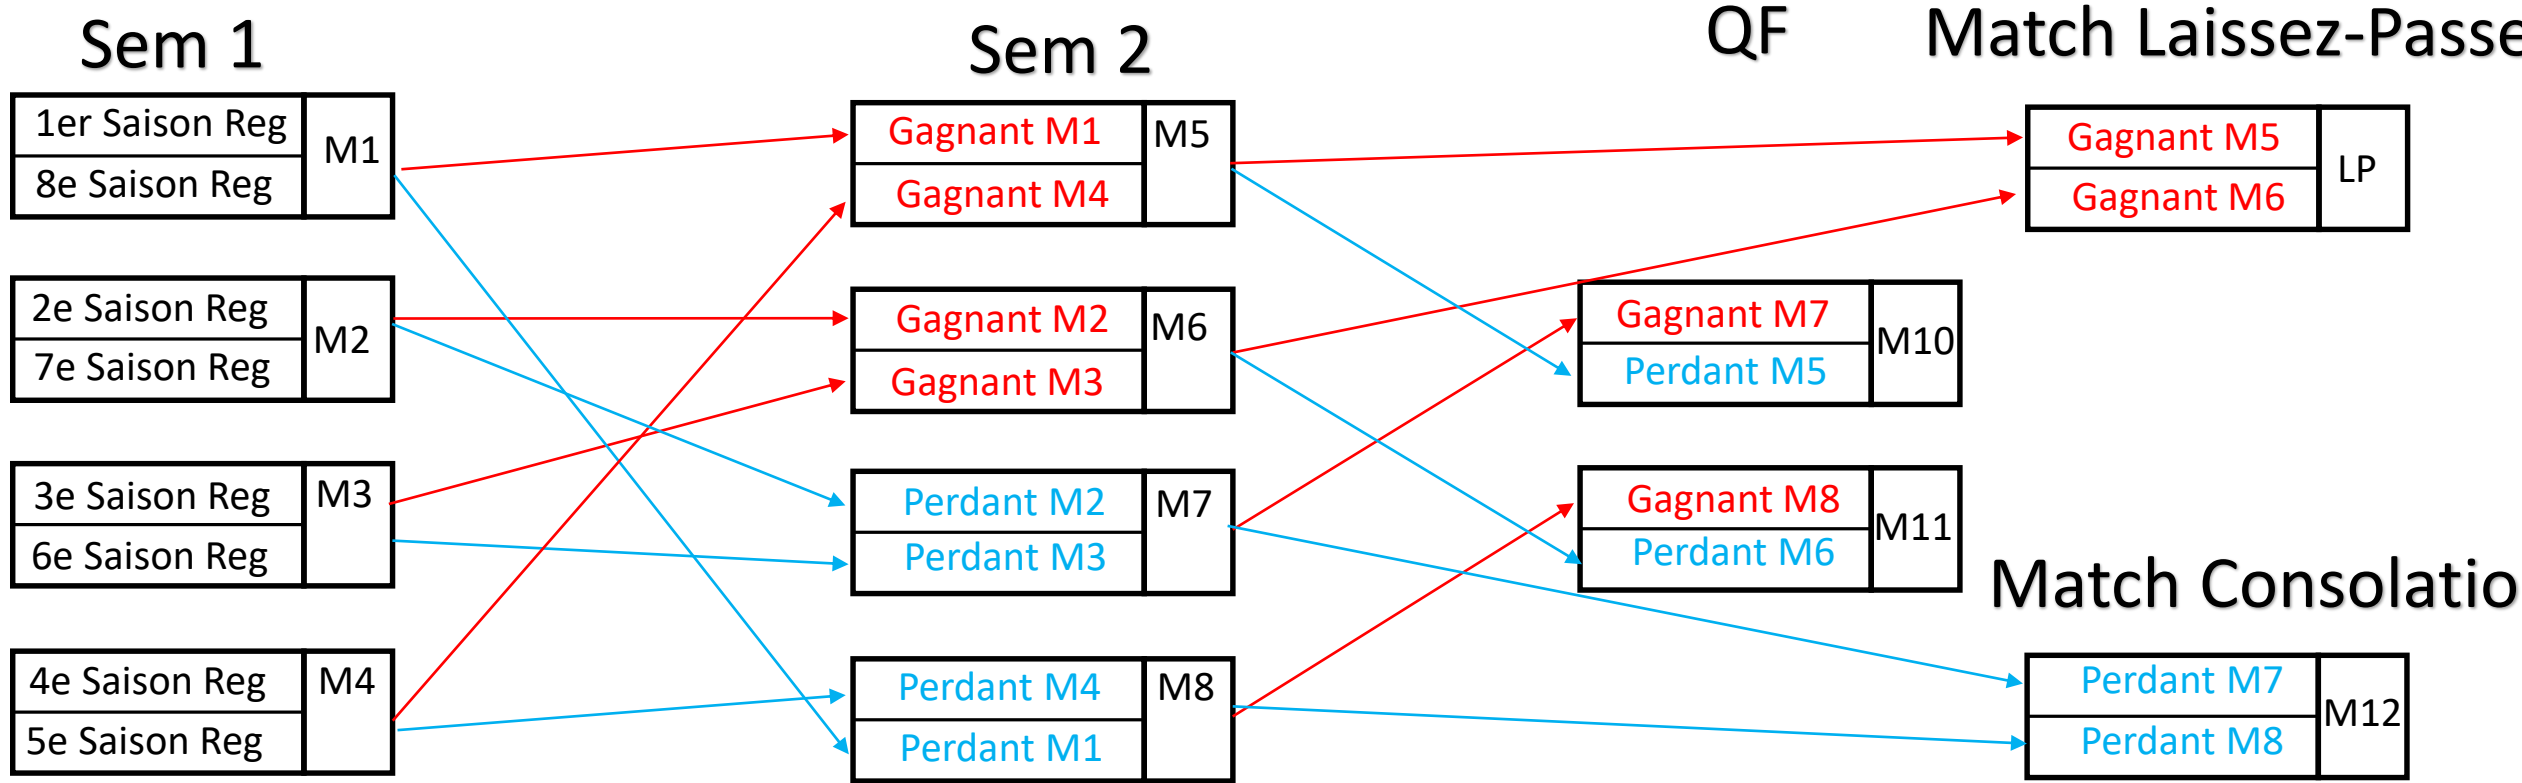 Sem 1
1er Saison Reg
M1
8e Saison Reg
2e Saison Reg
M2
7e Saison Reg
3e Saison Reg
M3
6e Saison Reg
4e Saison Reg
M4
5e Saison Reg
Sem 2
Gagnant M1
M5
Gagnant M4
Gagnant M2
M6
Gagnant M3
Perdant M2
M7
Perdant M3
Perdant M4
M8
Perdant M1
QF
Gagnant M7
M10
Perdant M5
Gagnant M8
M11
Perdant M6
Match Laissez-Passe
Gagnant M5
LP
Gagnant M6
Match Consolatio
Perdant M7
M12
Perdant M8